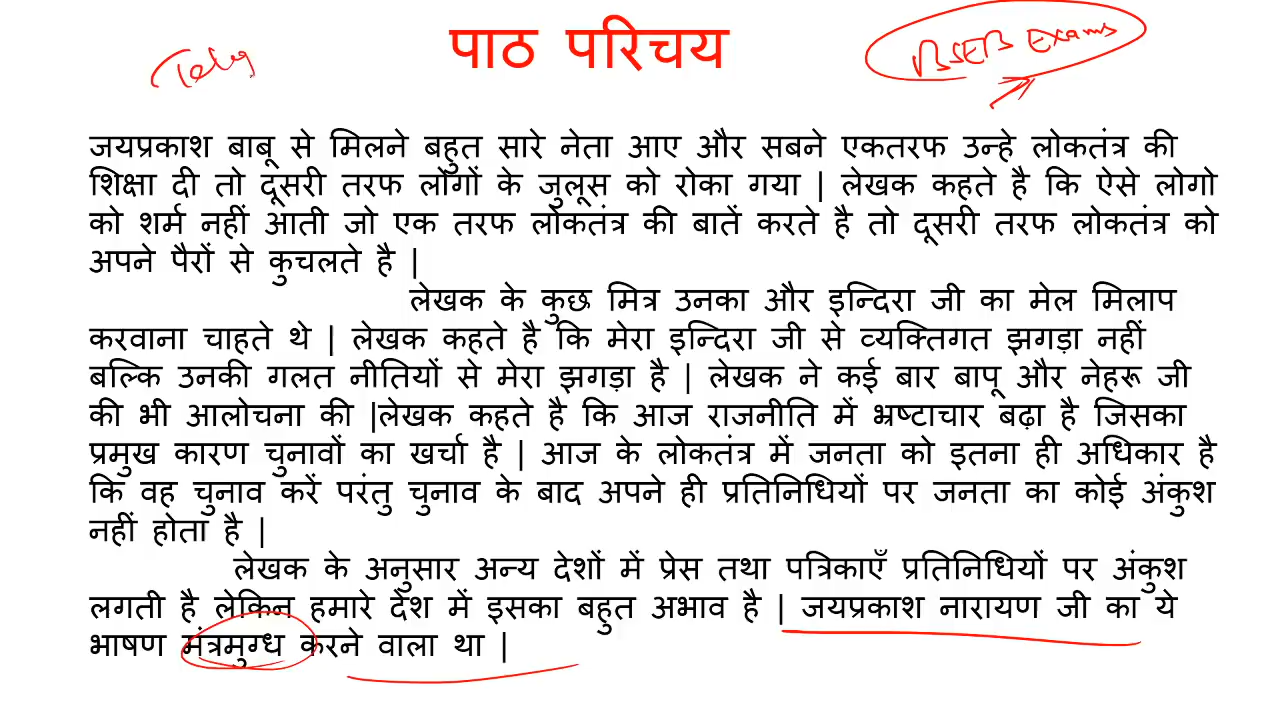 पाठ परिचय
BSEB Exams
जयप्रकाश बाबू से मिलने बहुत सारे नेता आए और सबने एकतरफ उन्हे लोकतंत्र की
शिक्षा दी तो दूसरी तरफ लोगों के जुलूस को रोका गया | लेखक कहते है कि ऐसे लोगो
को शर्म नहीं आती जो एक तरफ लोकतंत्र की बातें करते है तो दूसरी तरफ लोकतंत्र को
अपने पैरों से कुचलते है |
लेखक के कुछ मित्र उनका और इन्दिरा जी का मेल मिलाप
करवाना चाहते थे | लेखक कहते है कि मेरा इन्दिरा जी से व्यक्तिगत झगड़ा नहीं
बल्कि उनकी गलत नीतियों से मेरा झगड़ा है | लेखक ने कई बार बापू और नेहरू जी
की भी आलोचना की |लेखक कहते है कि आज राजनीति में भ्रष्टाचार बढ़ा है जिसका
प्रमुख कारण चुनावों का खर्चा है | आज के लोकतंत्र में जनता को इतना ही अधिकार है
कि वह चुनाव करें परंतु चुनाव के बाद अपने ही प्रतिनिधियों पर जनता का कोई अंकुश
नहीं होता है |
लेखक के अनुसार अन्य देशों में प्रेस तथा पत्रिकाएँ प्रतिनिधियों पर अंकुश
लगती है लेकिन हमारे देश में इसका बहुत अभाव है | जयप्रकाश नारायण जी का ये
भाषण मंत्रमुग्ध करने वाला था |